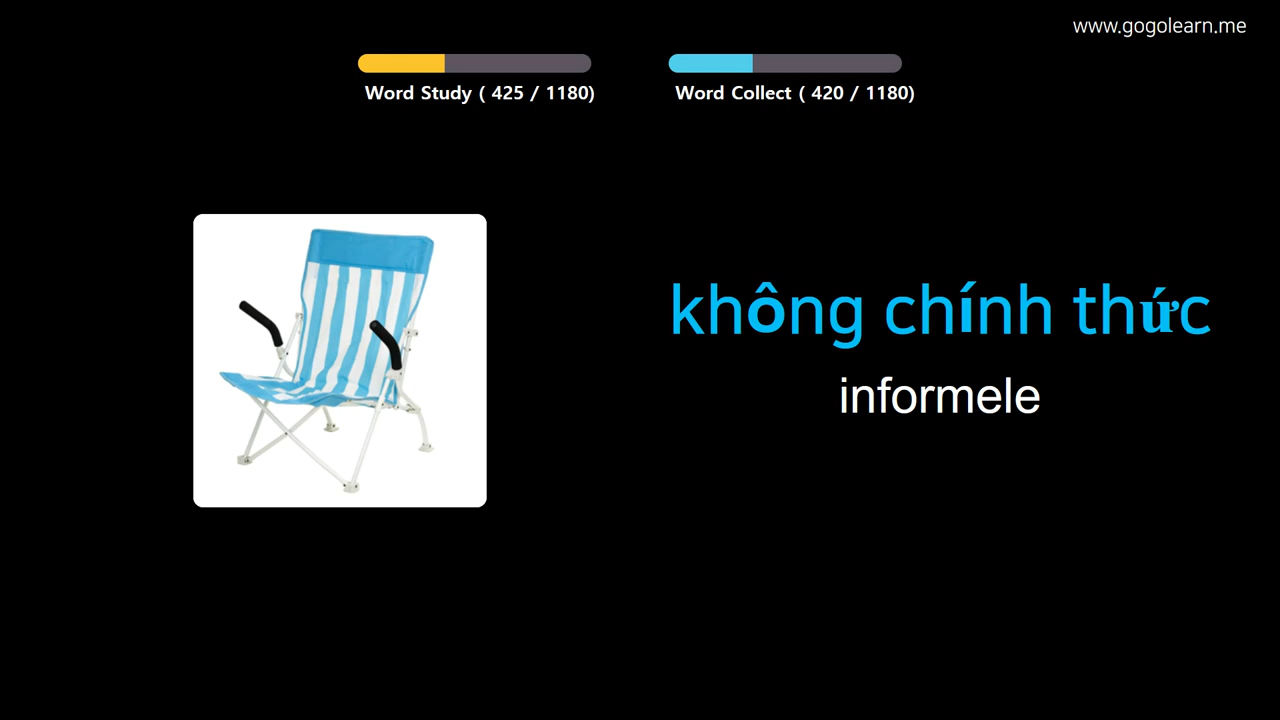 www.gogolearn.me
Word Study ( 425 / 1180)
Word Collect ( 420 / 1180)
không chính thức
informele